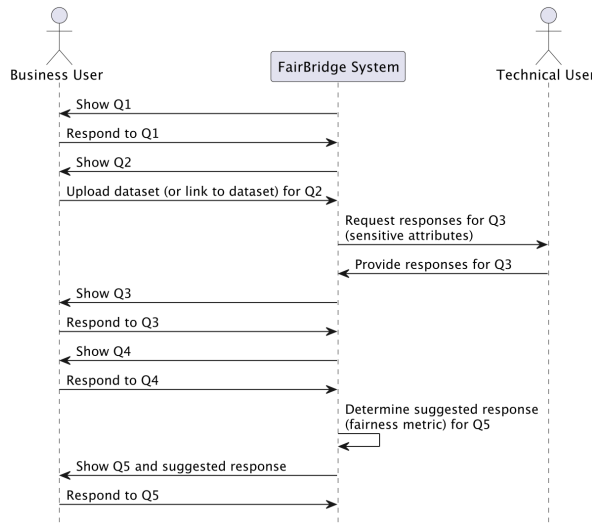 Business User
FairBridge System
Technical User
Show Q1
Respond to Q1
Show Q2
Upload dataset (or link to dataset) for Q2
Request responses for Q3
(sensitive attributes)
Provide responses for Q3
Show Q3
Respond to Q3
Show Q4
Respond to Q4
Determine suggested response
(fairness metric) for Q5
Show Q5 and suggested response
Respond to Q5